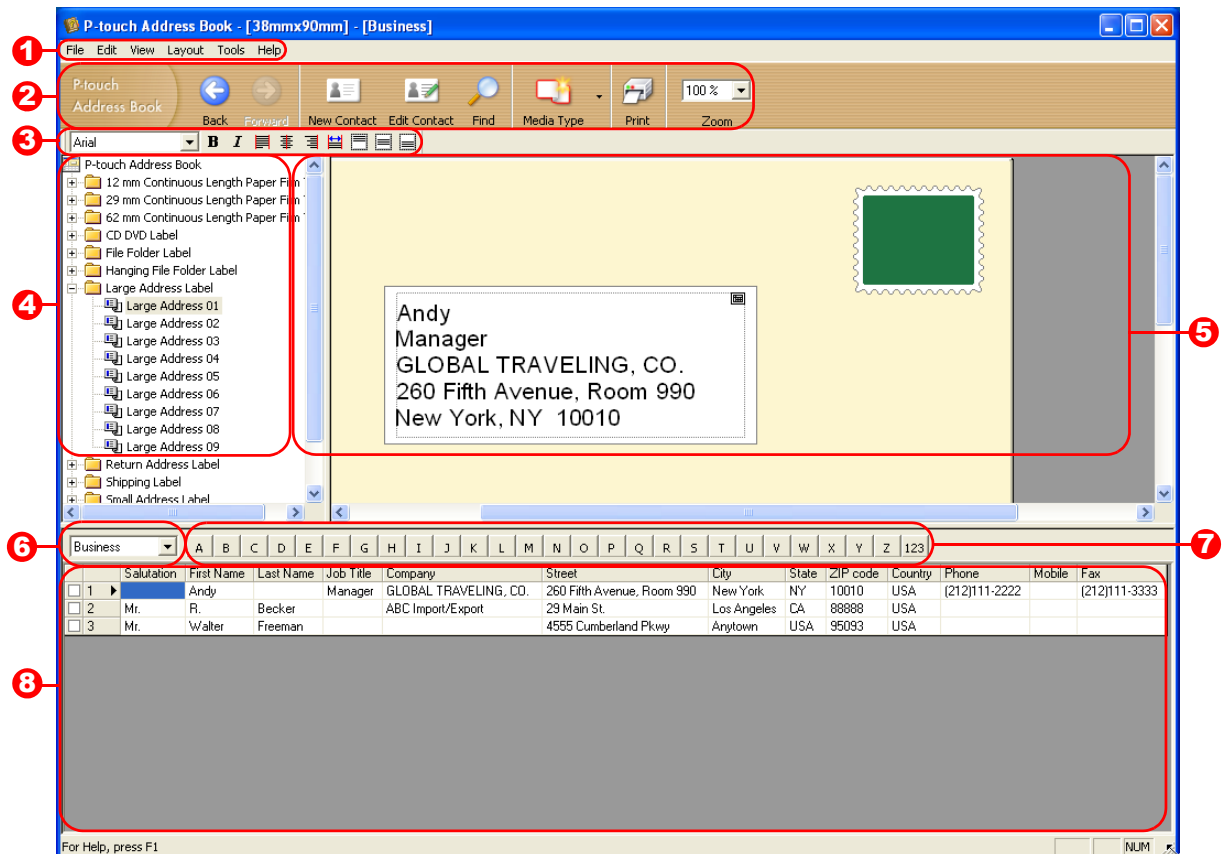 P-touch Address Book - [38mmx90mm] - [Business]
1
File Edit View Layout Tools Help
2
P-touch
Address Book
Back Forward New Contact Edit Contact Find Media Type Print 100 % Zoom
3
Arial B I
4
P-touch Address Book
12 mm Continuous Length Paper Film
29 mm Continuous Length Paper Film
62 mm Continuous Length Paper Film
CD DVD Label
File Folder Label
Hanging File Folder Label
Large Address Label
Large Address 01
Large Address 02
Large Address 03
Large Address 04
Large Address 05
Large Address 06
Large Address 07
Large Address 08
Large Address 09
Return Address Label
Shipping Label
Small Address Label
5
Andy
Manager
GLOBAL TRAVELING, CO.
260 Fifth Avenue, Room 990
New York, NY 10010
6
Business
A B C D E F G H I J K L M N O P Q R S T U V W X Y Z 123
7
8
Salutation First Name Last Name Job Title Company Street City State ZIP code Country Phone Mobile Fax
1 Andy Manager GLOBAL TRAVELING, CO. 260 Fifth Avenue, Room 990 New York NY 10010 USA (212)111-2222 (212)111-3333
2 Mr. R. Becker ABC Import/Export 29 Main St. Los Angeles CA 88888 USA
3 Mr. Walter Freeman 4555 Cumberland Pkwy Anytown USA 95093 USA
For Help, press F1
NUM